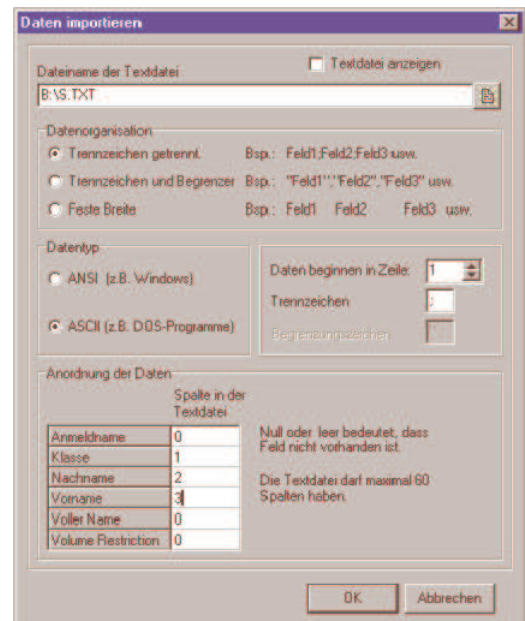 Daten importieren
Dateiname der Textdatei
Textdatei anzeigen
B:\S.TXT
Datenorganisation
Trennzeichen getrennt. Bsp.: Feld1;Feld2;Feld3 usw.
Trennzeichen und Begrenzer Bsp.: "Feld1","Feld2","Feld3" usw.
Feste Breite Bsp.: Feld1 Feld2 Feld3 usw.
Datentyp
ANSI (z.B. Windows)
ASCII (z.B. DOS-Programme)
Daten beginnen in Zeile: 1
Trennzeichen ;
Begrenzungszeichen
Anordnung der Daten
Spalte in der
Textdatei
Anmeldname 0
Klasse 1
Nachname 2
Vorname 3
Voller Name 0
Volume Restriction 0
Null oder leer bedeutet, dass
Feld nicht vorhanden ist.
Die Textdatei darf maximal 60
Spalten haben.
OK Abbrechen